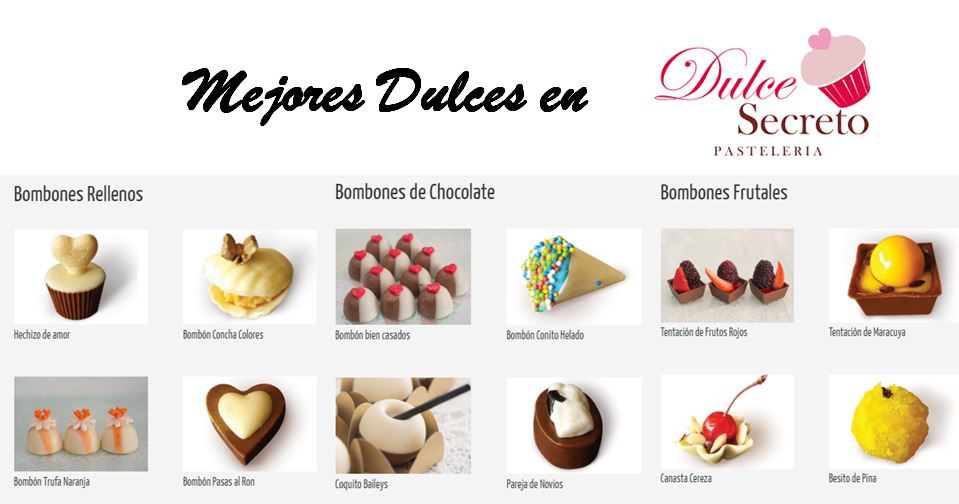 Mejores Dulces en
Dulce
Secreto
PASTELERIA
Bombones Rellenos
Bombones de Chocolate
Bombones Frutales
Hechizo de amor
Bombón Concha Colores
Bombón bien casados
Bombón Conito Helado
Tentación de Frutos Rojos
Tentación de Maracuya
Bombón Trufa Naranja
Bombón Pasas al Ron
Coquito Baileys
Pareja de Novios
Canasta Cereza
Besito de Pina